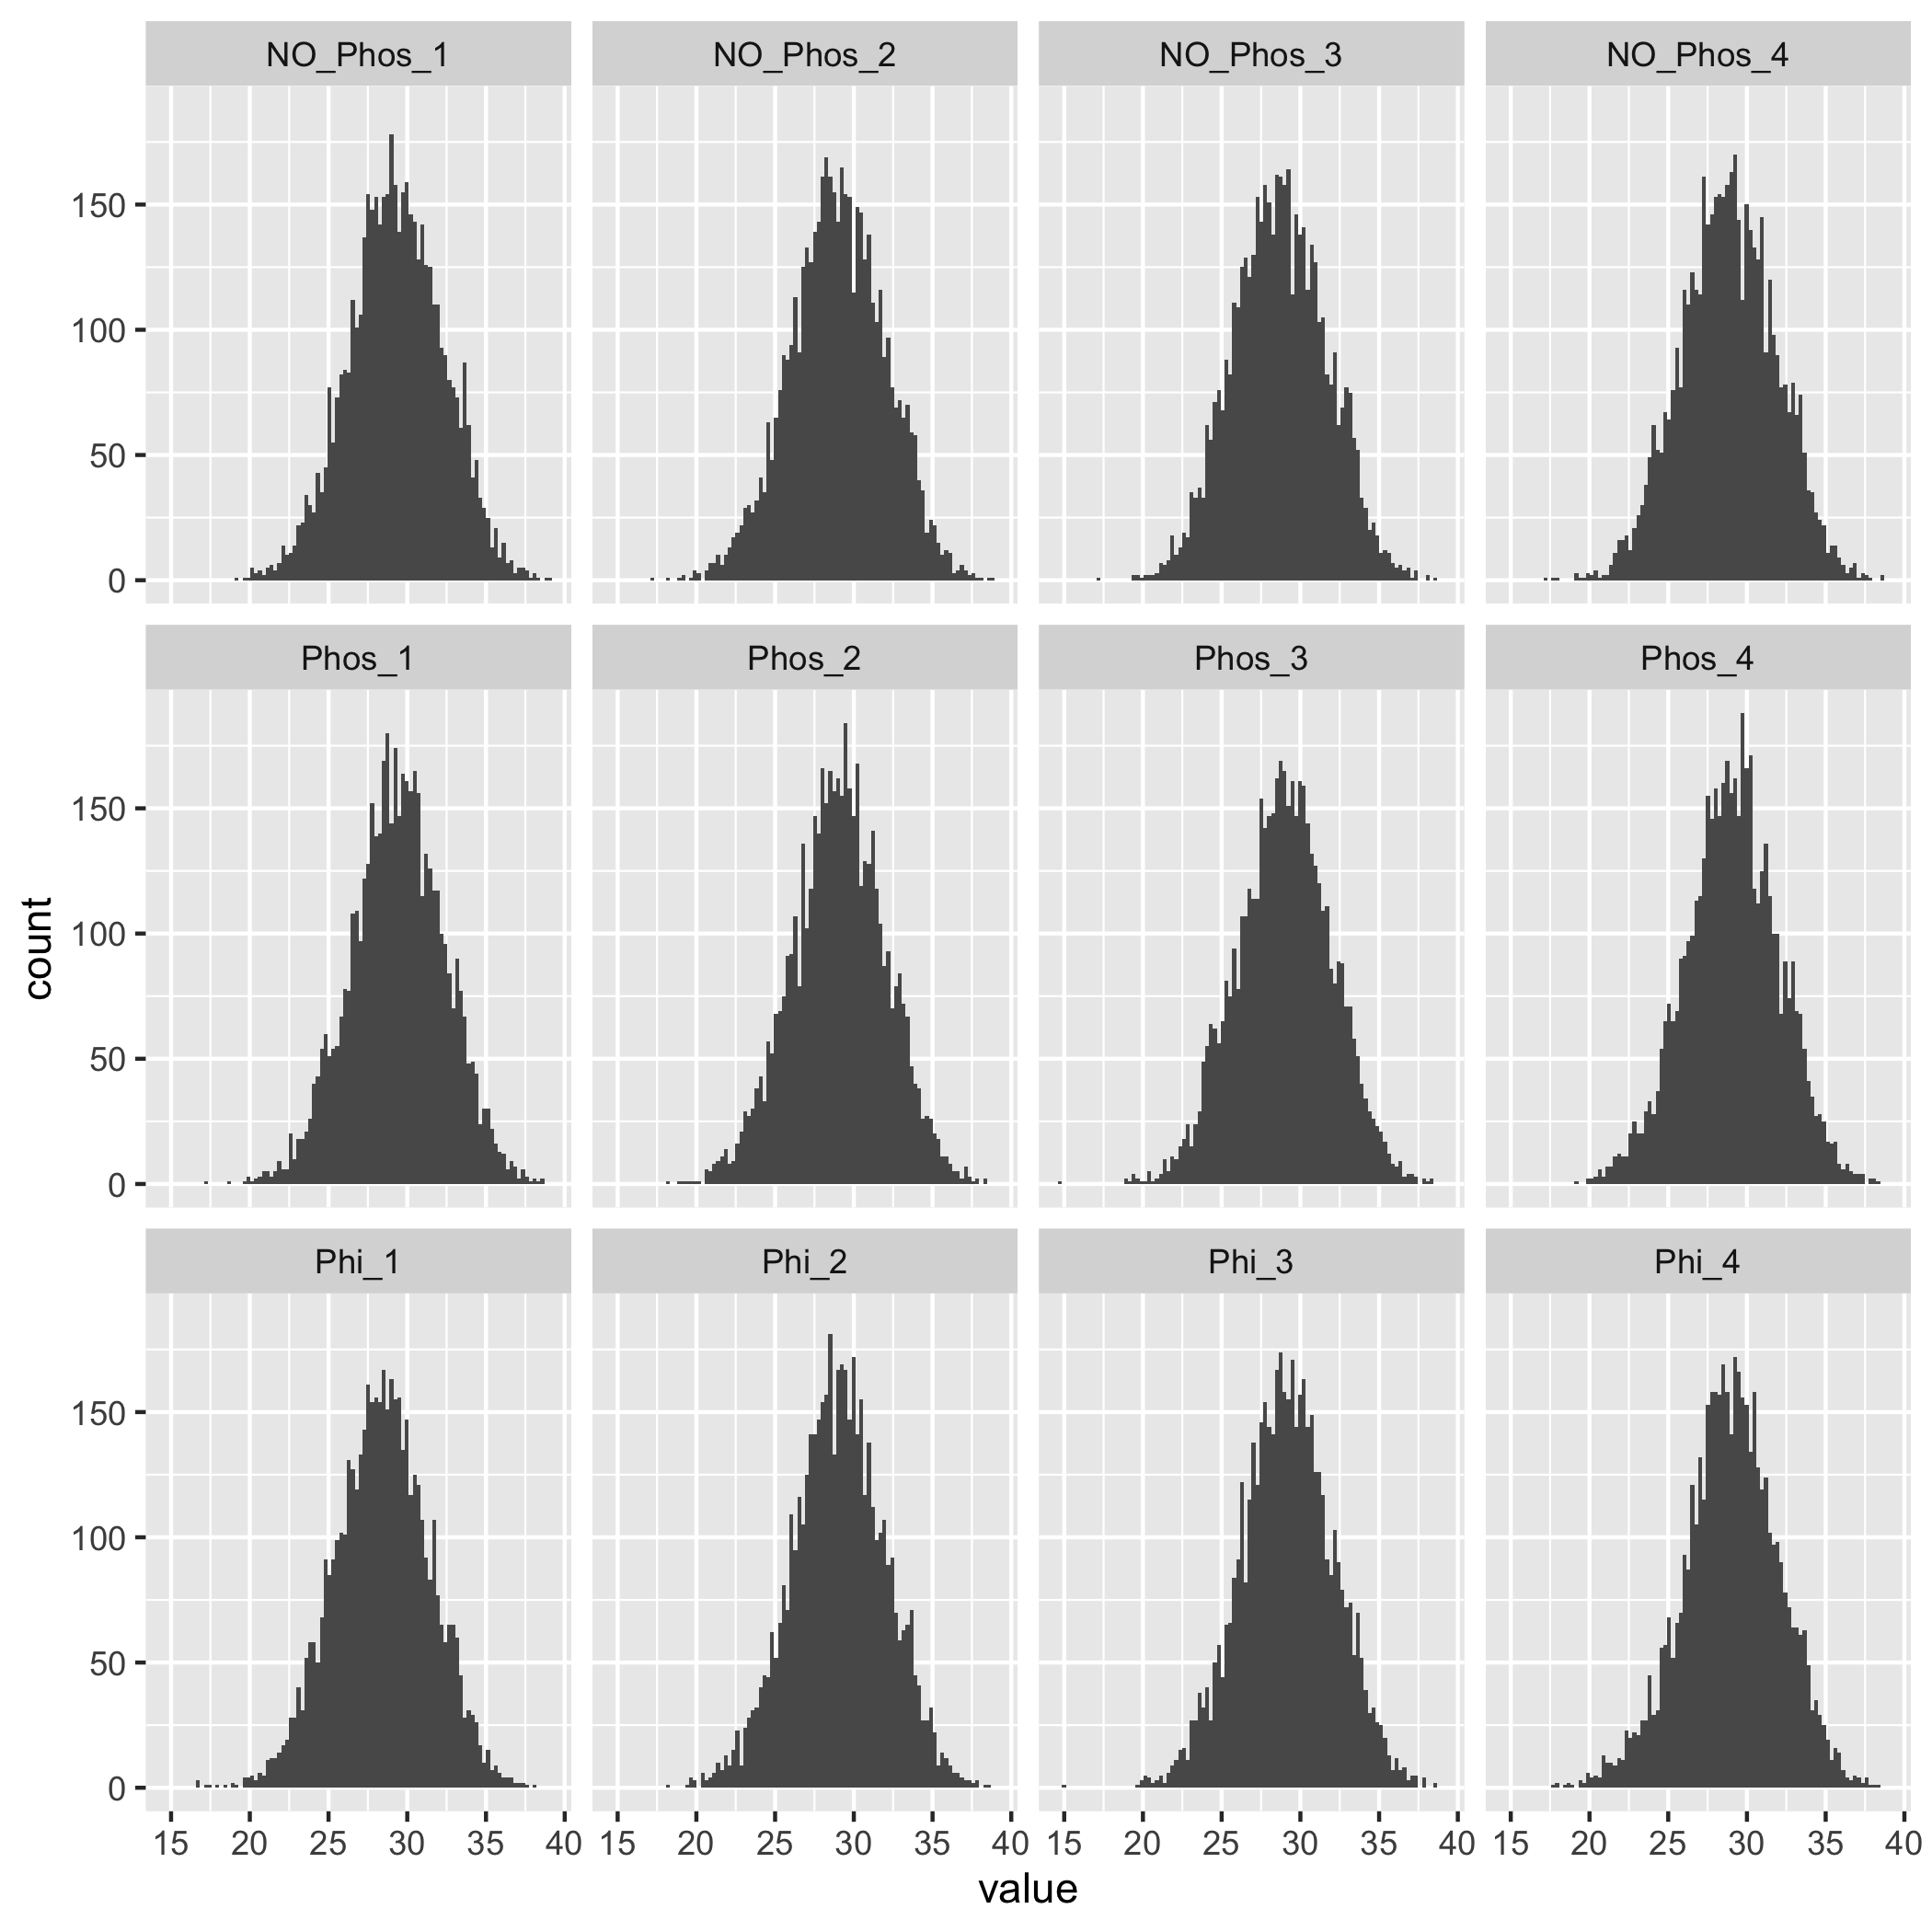 NO_Phos_1 NO_Phos_2 NO_Phos_3 NO_Phos_4
150
100
50
0
Phos_1 Phos_2 Phos_3 Phos_4
150
100
50
0
count
Phi_1 Phi_2 Phi_3 Phi_4
150
100
50
0
15 20 25 30 35 40 15 20 25 30 35 40 15 20 25 30 35 40 15 20 25 30 35 40
value